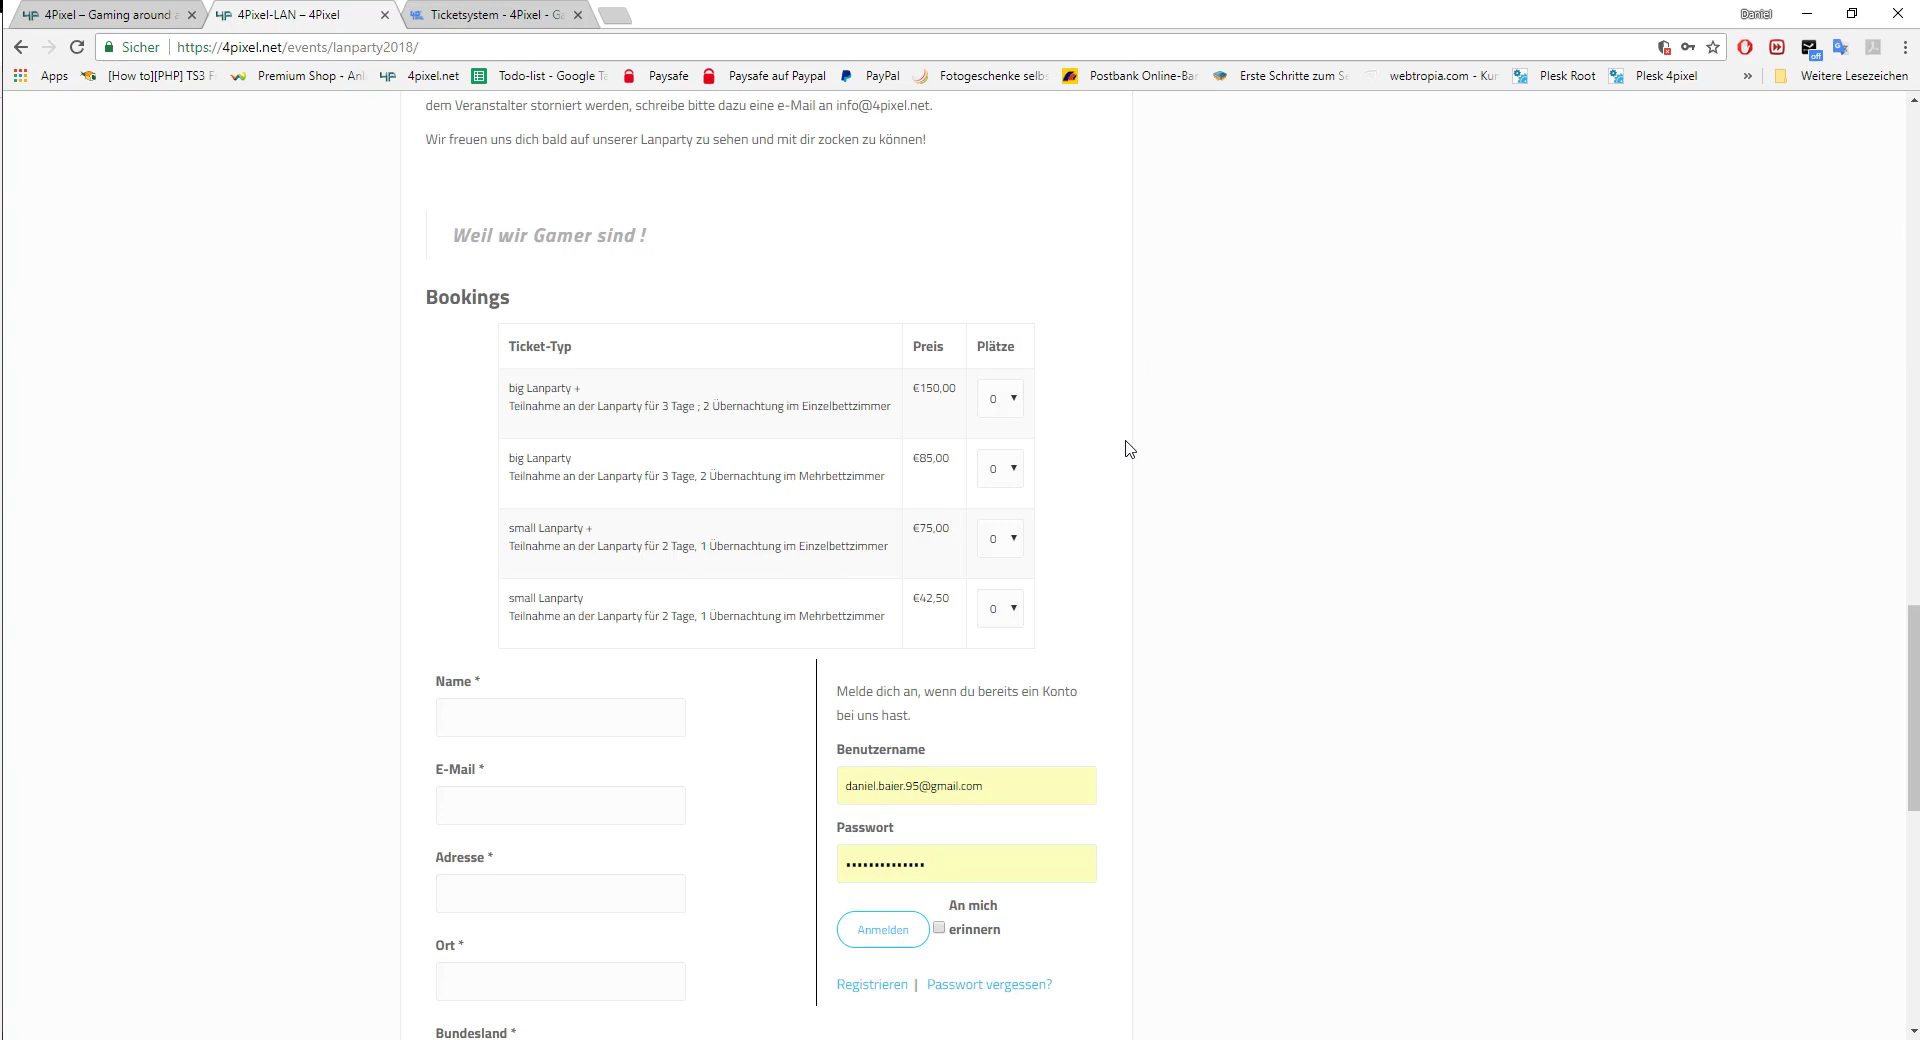 4Pixel – Gaming around a
4Pixel-LAN – 4Pixel
Ticketsystem - 4Pixel - Ga
Daniel
Sicher
https://4pixel.net/events/lanparty2018/
Apps
[How to][PHP] TS3 F
Premium Shop - Ani
4pixel.net
Todo-list - Google Ta
Paysafe
Paysafe auf Paypal
PayPal
Fotogeschenke selbs
Postbank Online-Ban
Erste Schritte zum Se
webtropia.com - Kun
Plesk Root
Plesk 4pixel
»
Weitere Lesezeichen
dem Veranstalter storniert werden, schreibe bitte dazu eine e-Mail an info@4pixel.net.
Wir freuen uns dich bald auf unserer Lanparty zu sehen und mit dir zocken zu können!
Weil wir Gamer sind !
Bookings
Ticket-Typ Preis Plätze
big Lanparty + €150,00 0
Teilnahme an der Lanparty für 3 Tage ; 2 Übernachtung im Einzelbettzimmer
big Lanparty €85,00 0
Teilnahme an der Lanparty für 3 Tage, 2 Übernachtung im Mehrbettzimmer
small Lanparty + €75,00 0
Teilnahme an der Lanparty für 2 Tage, 1 Übernachtung im Einzelbettzimmer
small Lanparty €42,50 0
Teilnahme an der Lanparty für 2 Tage, 1 Übernachtung im Mehrbettzimmer
Name *
E-Mail *
Adresse *
Ort *
Bundesland *
Melde dich an, wenn du bereits ein Konto
bei uns hast.
Benutzername
daniel.baier.95@gmail.com
Passwort
••••••••••••••
Anmelden
An mich
erinnern
Registrieren | Passwort vergessen?